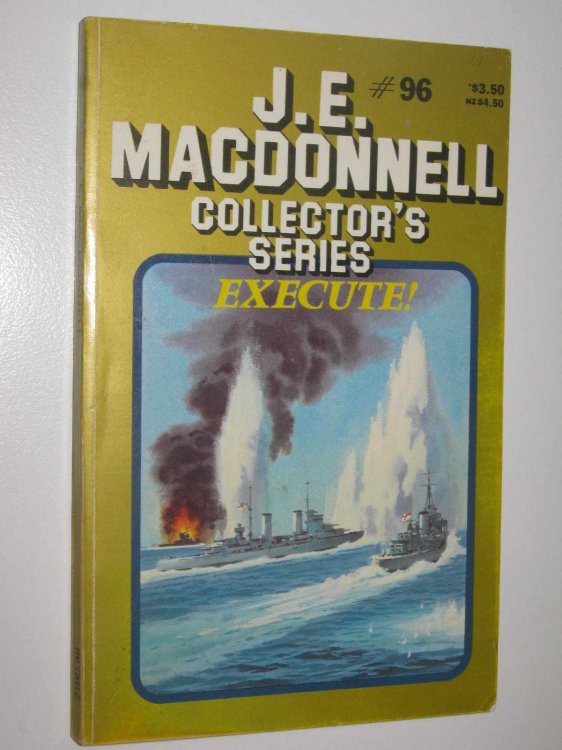 J.E. #96 *$3.50
NZ$4.50
MACDONNELL
COLLECTOR'S
SERIES
EXECUTE!